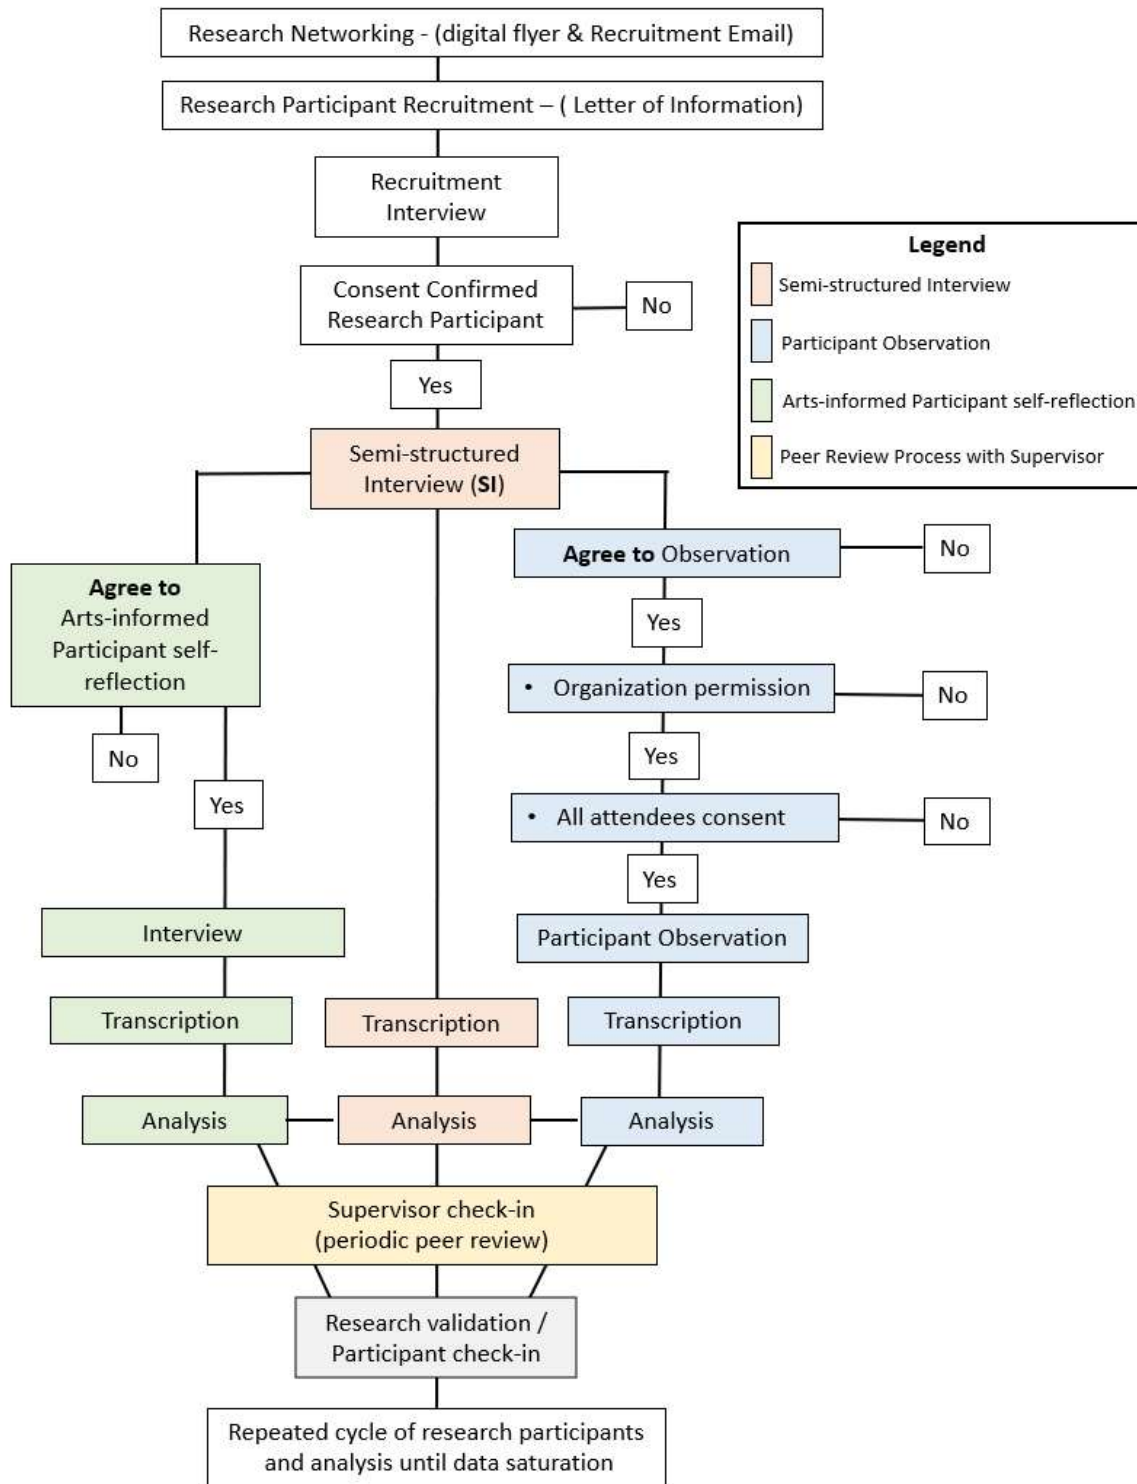 Research Networking - (digital flyer & Recruitment Email)
Research Participant Recruitment – ( Letter of Information)
Recruitment
Interview
Consent Confirmed
Research Participant
No
Yes
Legend
Semi-structured Interview
Participant Observation
Arts-informed Participant self-reflection
Peer Review Process with Supervisor
Semi-structured
Interview (SI)
Agree to
Arts-informed
Participant self-
reflection
No
Yes
Agree to Observation
No
Yes
• Organization permission
No
Yes
• All attendees consent
No
Yes
Interview
Participant Observation
Transcription
Transcription
Transcription
Analysis
Analysis
Analysis
Supervisor check-in
(periodic peer review)
Research validation /
Participant check-in
Repeated cycle of research participants
and analysis until data saturation